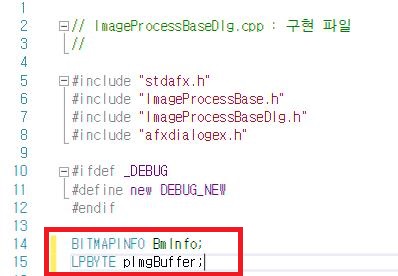 1
2 // ImageProcessBaseDlg.cpp : 구현 파일
3 //
4
5 #include "stdafx.h"
6 #include "ImageProcessBase.h"
7 #include "ImageProcessBaseDlg.h"
8 #include "afxdialogex.h"
9
10 #ifdef _DEBUG
11 #define new DEBUG_NEW
12 #endif
13
14 BITMAPINFO BmInfo;
15 LPBYTE pImgBuffer;